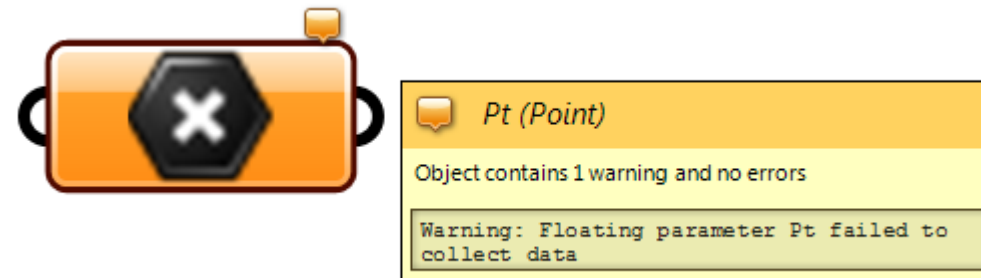 Pt (Point)
Object contains 1 warning and no errors
Warning: Floating parameter Pt failed to
collect data